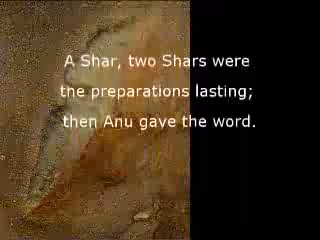 A Shar, two Shars were
the preparations lasting;
then Anu gave the word.